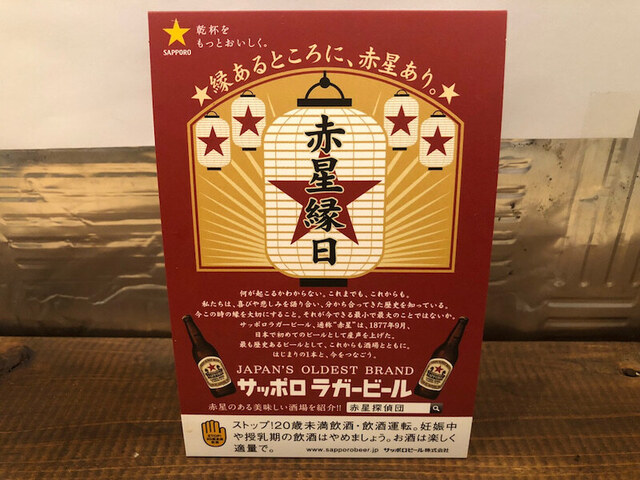 SAPPORO
乾杯を
もっとおいしく。
★縁あるところに、赤星あり。★
赤星縁日
何が起こるかわからない。これまでも、これからも。
私たちは、喜びや悲しみを語り合い、分かち合ってきた歴史を知っている。
今この時の縁を大切にすること。それが今できる最小で最大のことではないか。
サッポロラガービール、通称“赤星”は、1877年9月、
日本で初めてのビールとして産声を上げた。
最も歴史あるビールとして、これからも酒場とともに。
はじまりの1本と、今をつなごう。
JAPAN'S OLDEST BRAND
サッポロ ラガービール
赤星のある美味しい酒場を紹介!! 赤星探偵団
ストップ!20歳未満飲酒・飲酒運転。妊娠中
や授乳期の飲酒はやめましょう。お酒は楽しく
適量で。 www.sapporobeer.jp サッポロビール株式会社